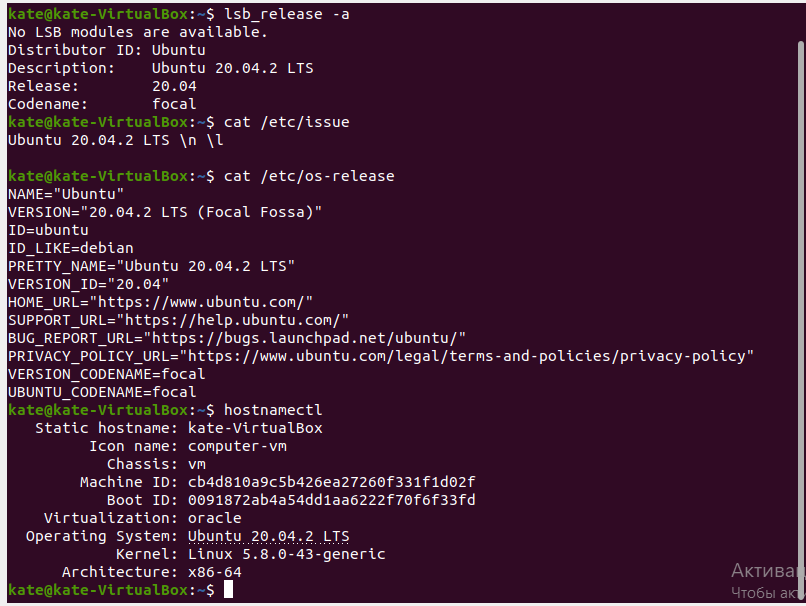 kate@kate-VirtualBox:~$ lsb_release -a
No LSB modules are available.
Distributor ID: Ubuntu
Description:    Ubuntu 20.04.2 LTS
Release:        20.04
Codename:       focal
kate@kate-VirtualBox:~$ cat /etc/issue
Ubuntu 20.04.2 LTS \n \l
kate@kate-VirtualBox:~$ cat /etc/os-release
NAME="Ubuntu"
VERSION="20.04.2 LTS (Focal Fossa)"
ID=ubuntu
ID_LIKE=debian
PRETTY_NAME="Ubuntu 20.04.2 LTS"
VERSION_ID="20.04"
HOME_URL="https://www.ubuntu.com/"
SUPPORT_URL="https://help.ubuntu.com/"
BUG_REPORT_URL="https://bugs.launchpad.net/ubuntu/"
PRIVACY_POLICY_URL="https://www.ubuntu.com/legal/terms-and-policies/privacy-policy"
VERSION_CODENAME=focal
UBUNTU_CODENAME=focal
kate@kate-VirtualBox:~$ hostnamectl
   Static hostname: kate-VirtualBox
         Icon name: computer-vm
           Chassis: vm
        Machine ID: cb4d810a9c5b426ea27260f331f1d02f
           Boot ID: 0091872ab4a54dd1aa6222f70f6f33fd
    Virtualization: oracle
  Operating System: Ubuntu 20.04.2 LTS
            Kernel: Linux 5.8.0-43-generic
      Architecture: x86-64
kate@kate-VirtualBox:~$
Чтобы